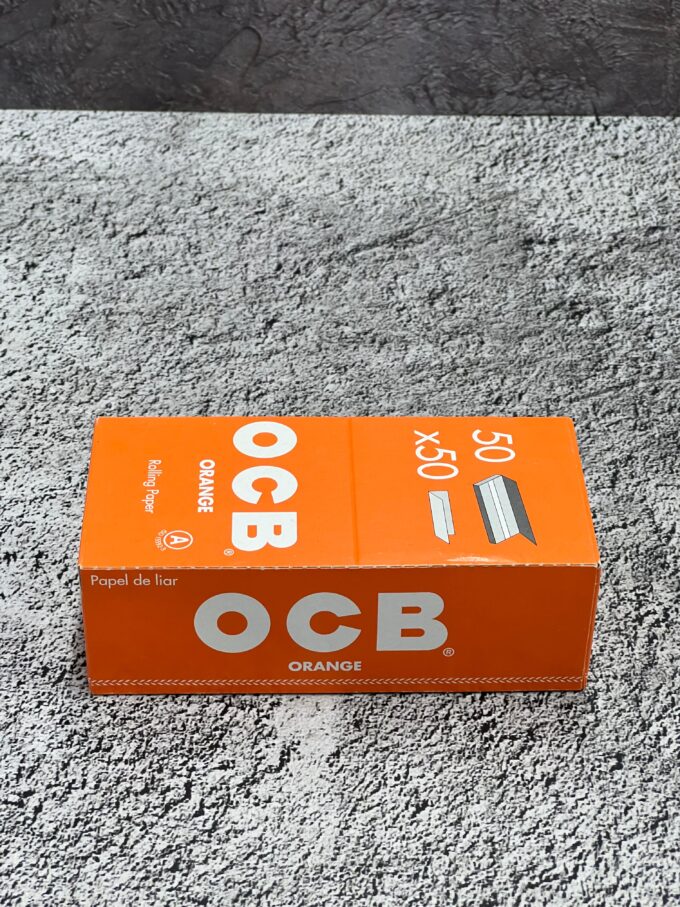 50
x50
OCB®
ORANGE
Rolling Paper
A
Papel de liar
OCB®
ORANGE